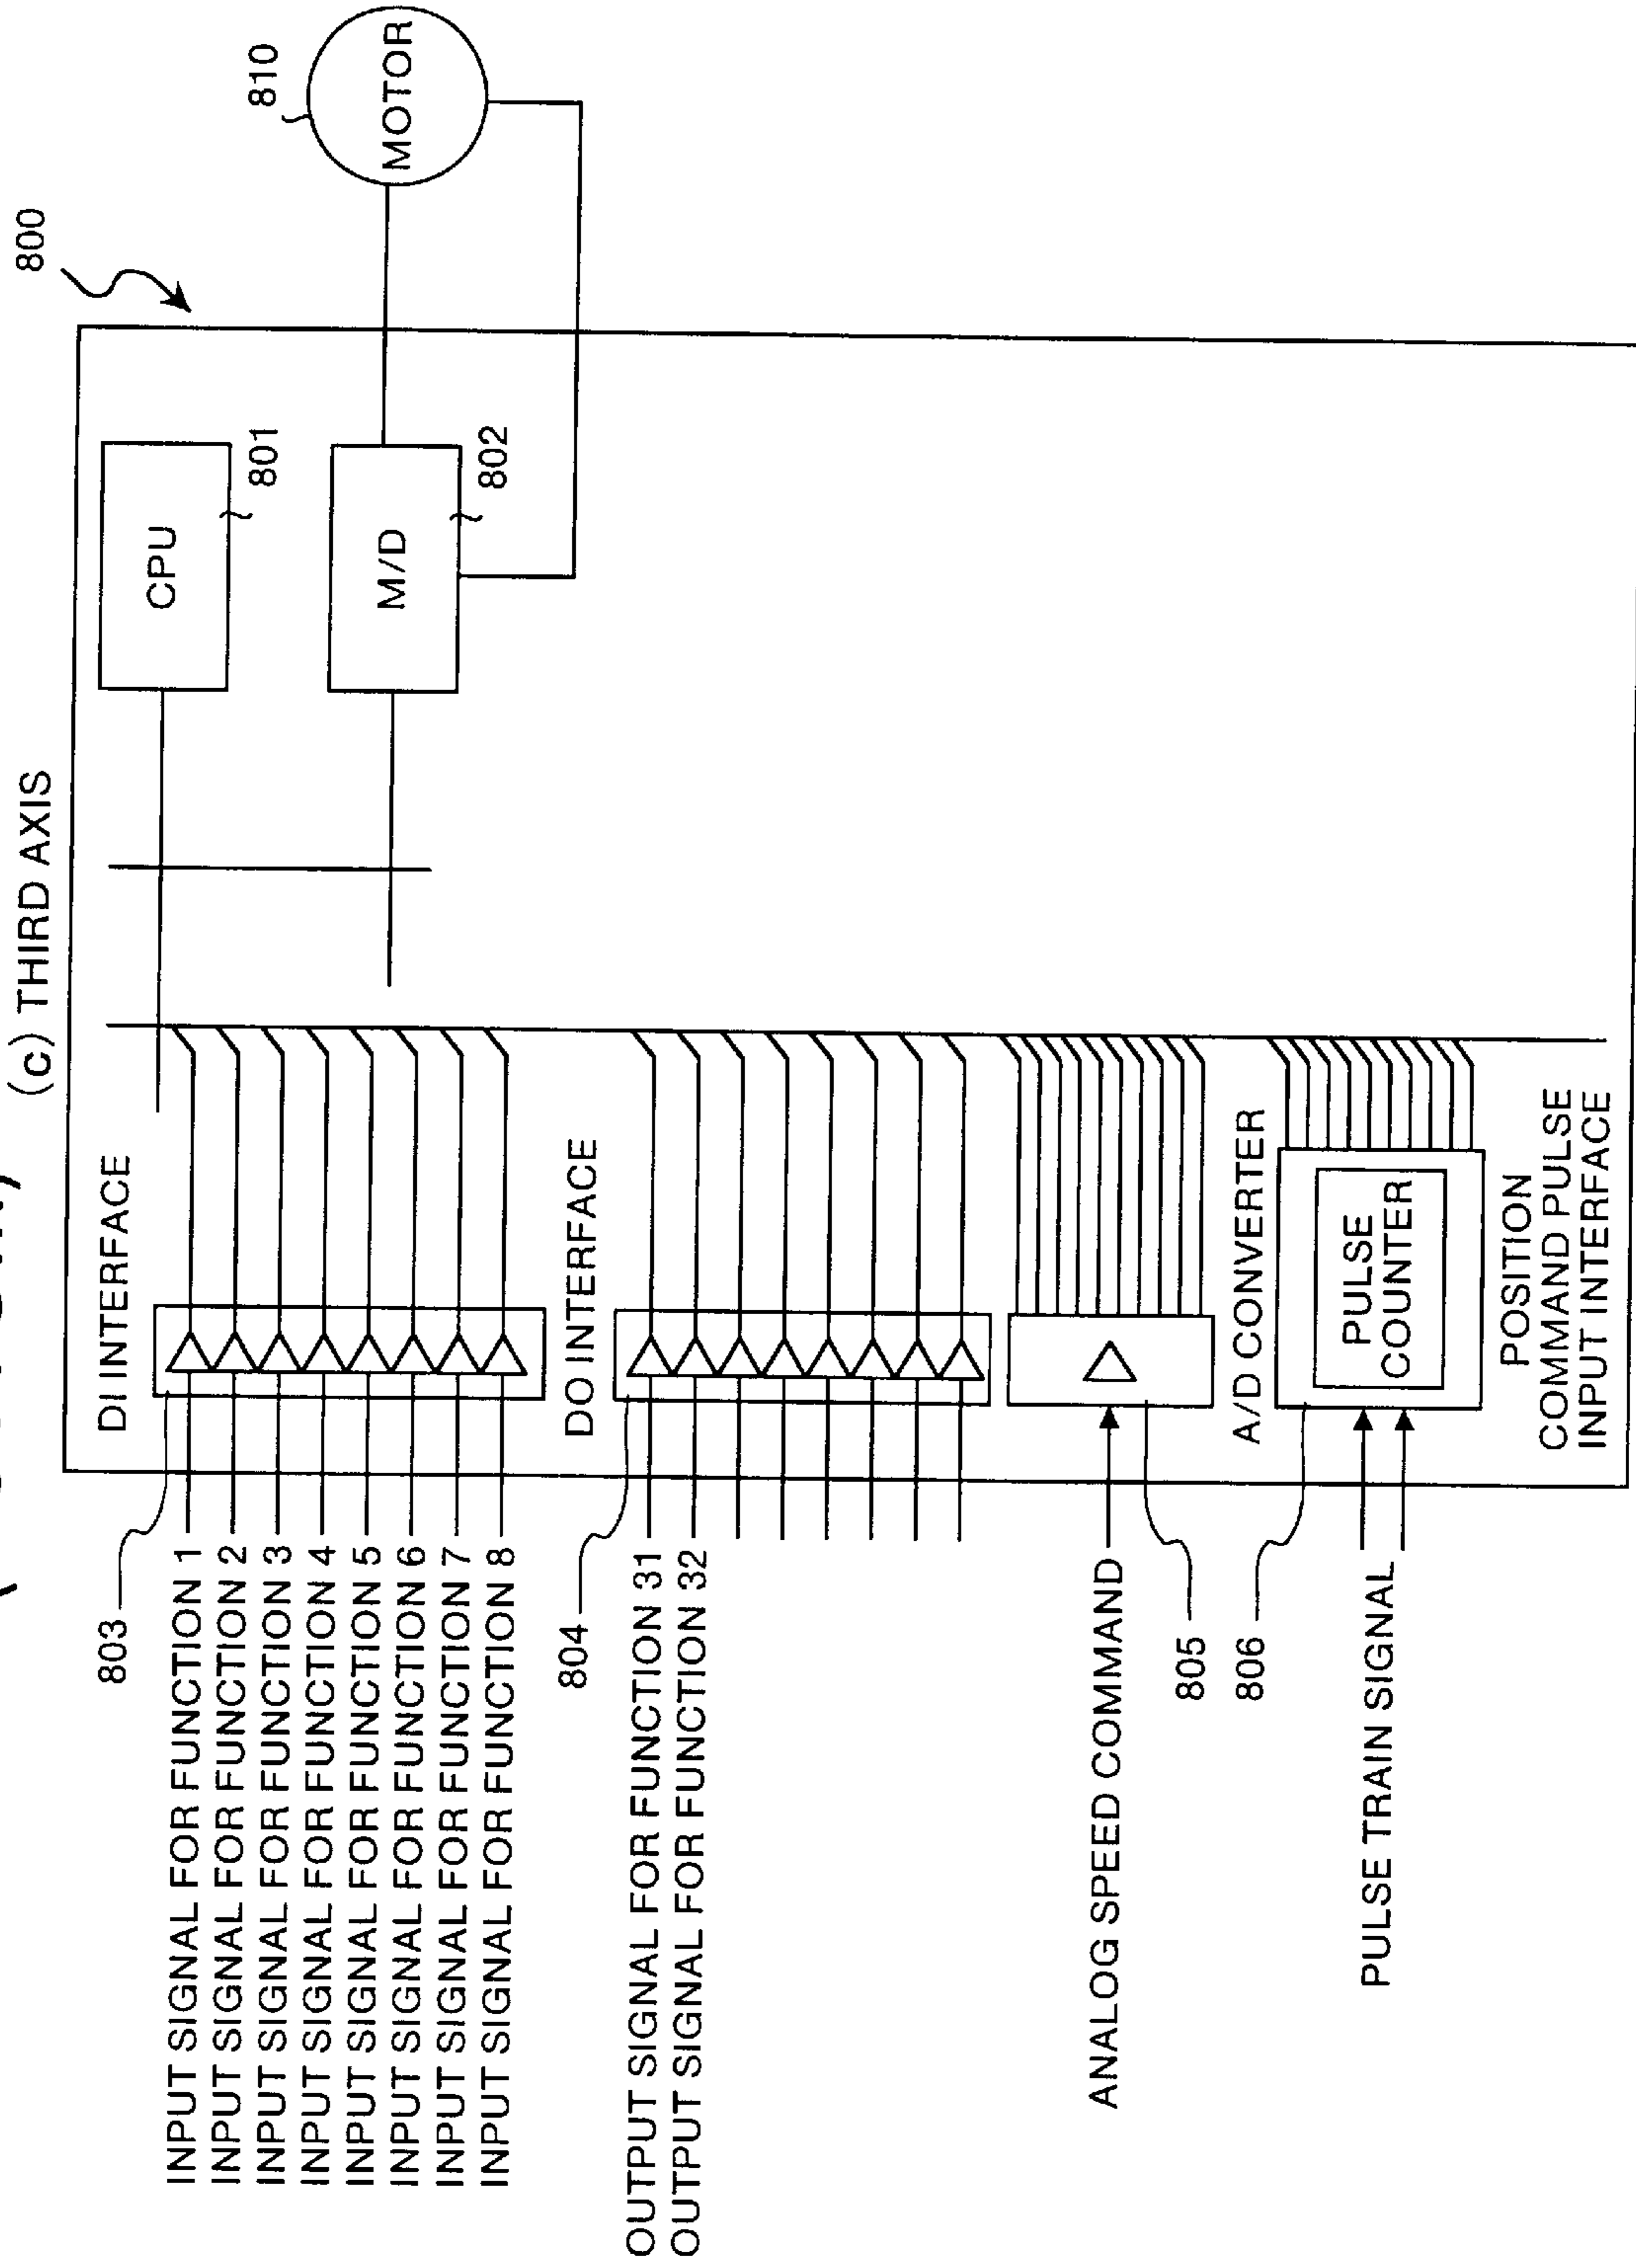 (c) THIRD AXIS
800
810
MOTOR
CPU
801
M/D
802
DI INTERFACE
803
INPUT SIGNAL FOR FUNCTION 1
INPUT SIGNAL FOR FUNCTION 2
INPUT SIGNAL FOR FUNCTION 3
INPUT SIGNAL FOR FUNCTION 4
INPUT SIGNAL FOR FUNCTION 5
INPUT SIGNAL FOR FUNCTION 6
INPUT SIGNAL FOR FUNCTION 7
INPUT SIGNAL FOR FUNCTION 8
DO INTERFACE
804
OUTPUT SIGNAL FOR FUNCTION 31
OUTPUT SIGNAL FOR FUNCTION 32
ANALOG SPEED COMMAND
805
A/D CONVERTER
806
PULSE TRAIN SIGNAL
PULSE
COUNTER
POSITION
COMMAND PULSE
INPUT INTERFACE